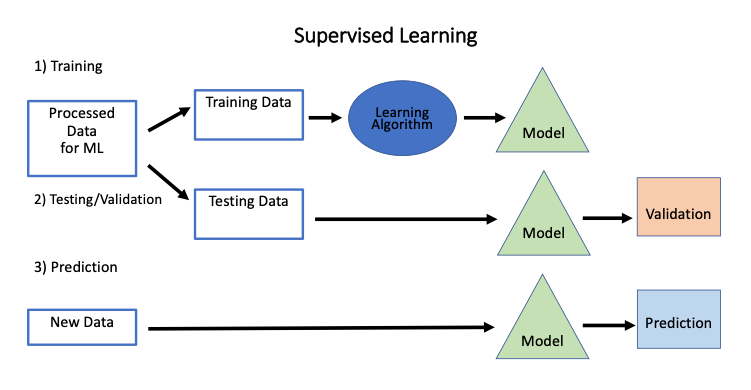 Supervised Learning
1) Training
Processed
Data
for ML
Training Data
Learning
Algorithm
Model
2) Testing/Validation
Testing Data
Model
Validation
3) Prediction
New Data
Model
Prediction